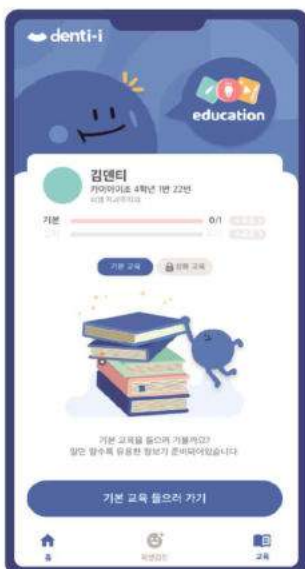 denti-i
education
김덴티
카이아이초 4학년 1반 22번
기본 0/1
기본 교육
심화 교육
기본 교육을 들으러 가볼까요?
알면 알수록 유용한 정보가 준비되어있습니다
기본 교육 들으러 가기
홈
교육